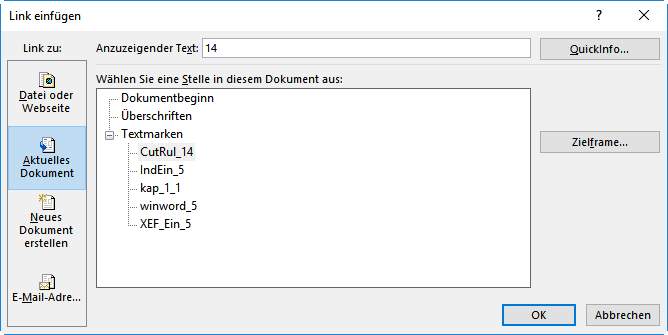 Link einfügen
Link zu:
Anzuzeigender Text: 14
QuickInfo...
Datei oder
Webseite
Aktuelles
Dokument
Neues
Dokument
erstellen
E-Mail-Adre...
Wählen Sie eine Stelle in diesem Dokument aus:
Dokumentbeginn
Überschriften
Textmarken
CutRul_14
IndEin_5
kap_1_1
winword_5
XEF_Ein_5
Zielframe...
OK
Abbrechen